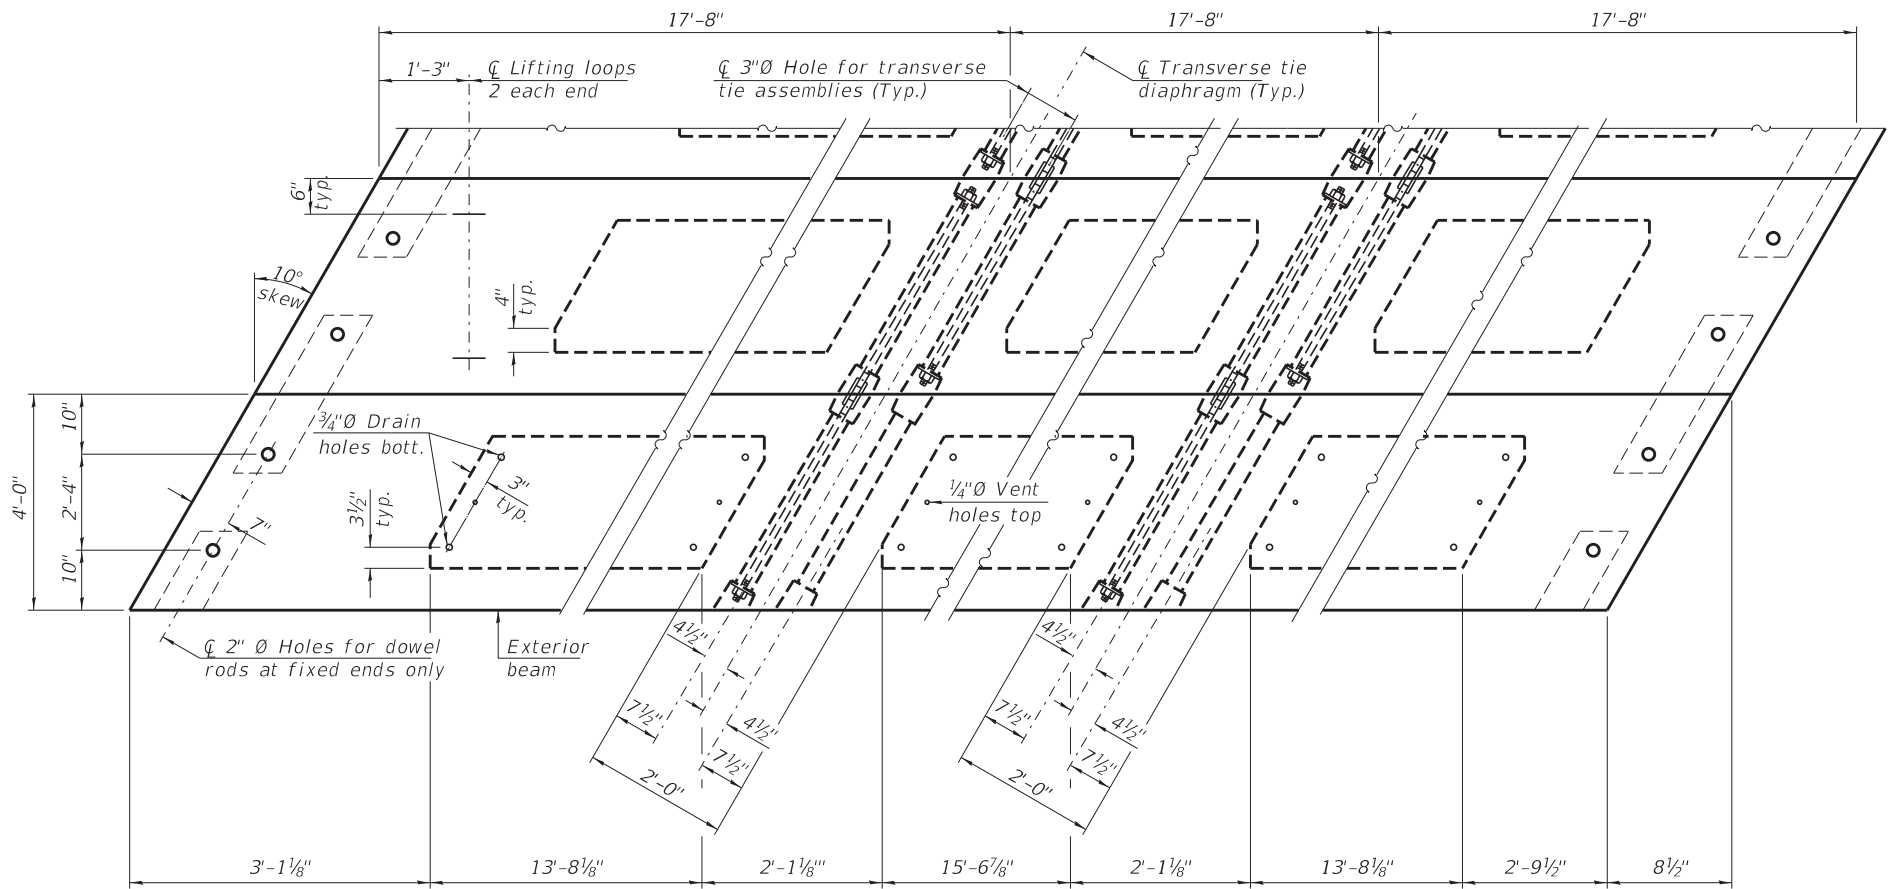 17'-8"
17'-8"
17'-8"
1'-3"
℄ Lifting loops
2 each end
℄ 3"Ø Hole for transverse
tie assemblies (Typ.)
℄ Transverse tie
diaphragm (Typ.)
6"
typ.
10°
skew
4"
typ.
¾"Ø Drain
holes bott.
10"
2'-4"
10"
4'-0"
3½"
typ.
3"
typ.
7"
¼"Ø Vent
holes top
℄ 2" Ø Holes for dowel
rods at fixed ends only
Exterior
beam
4½"
7½"
4½"
7½"
2'-0"
4½"
7½"
4½"
7½"
2'-0"
3'-1⅛"
13'-8⅛"
2'-1⅛'"
15'-6⅞"
2'-1⅛"
13'-8⅛"
2'-9½"
8½"